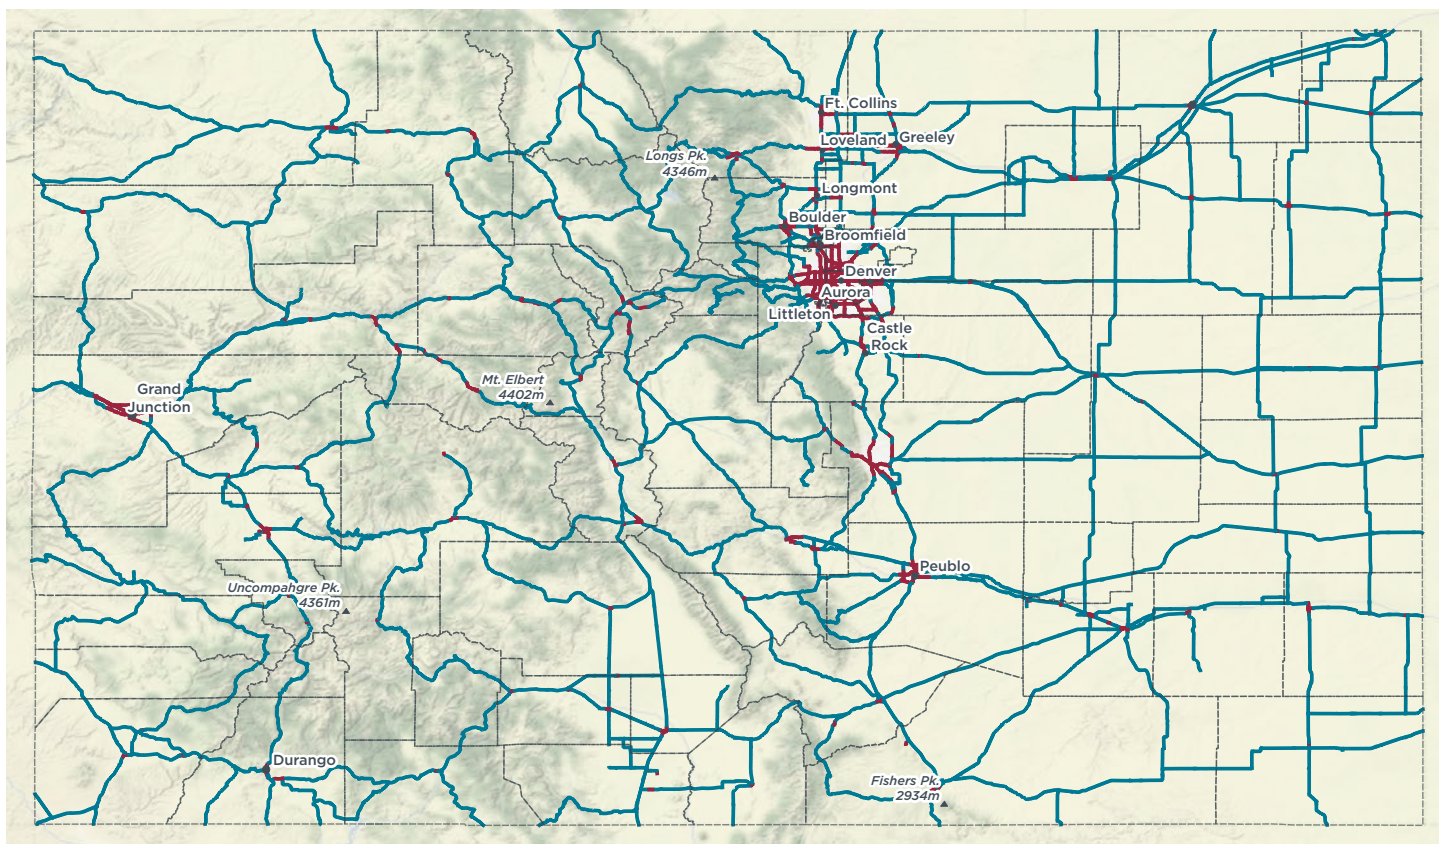 Ft. Collins
Loveland
Greeley
Longs Pk.
4346m
Longmont
Boulder
Broomfield
Denver
Aurora
Littleton
Castle
Rock
Mt. Elbert
4402m
Grand
Junction
Peublo
Uncompahgre Pk.
4361m
Durango
Fishers Pk.
2934m